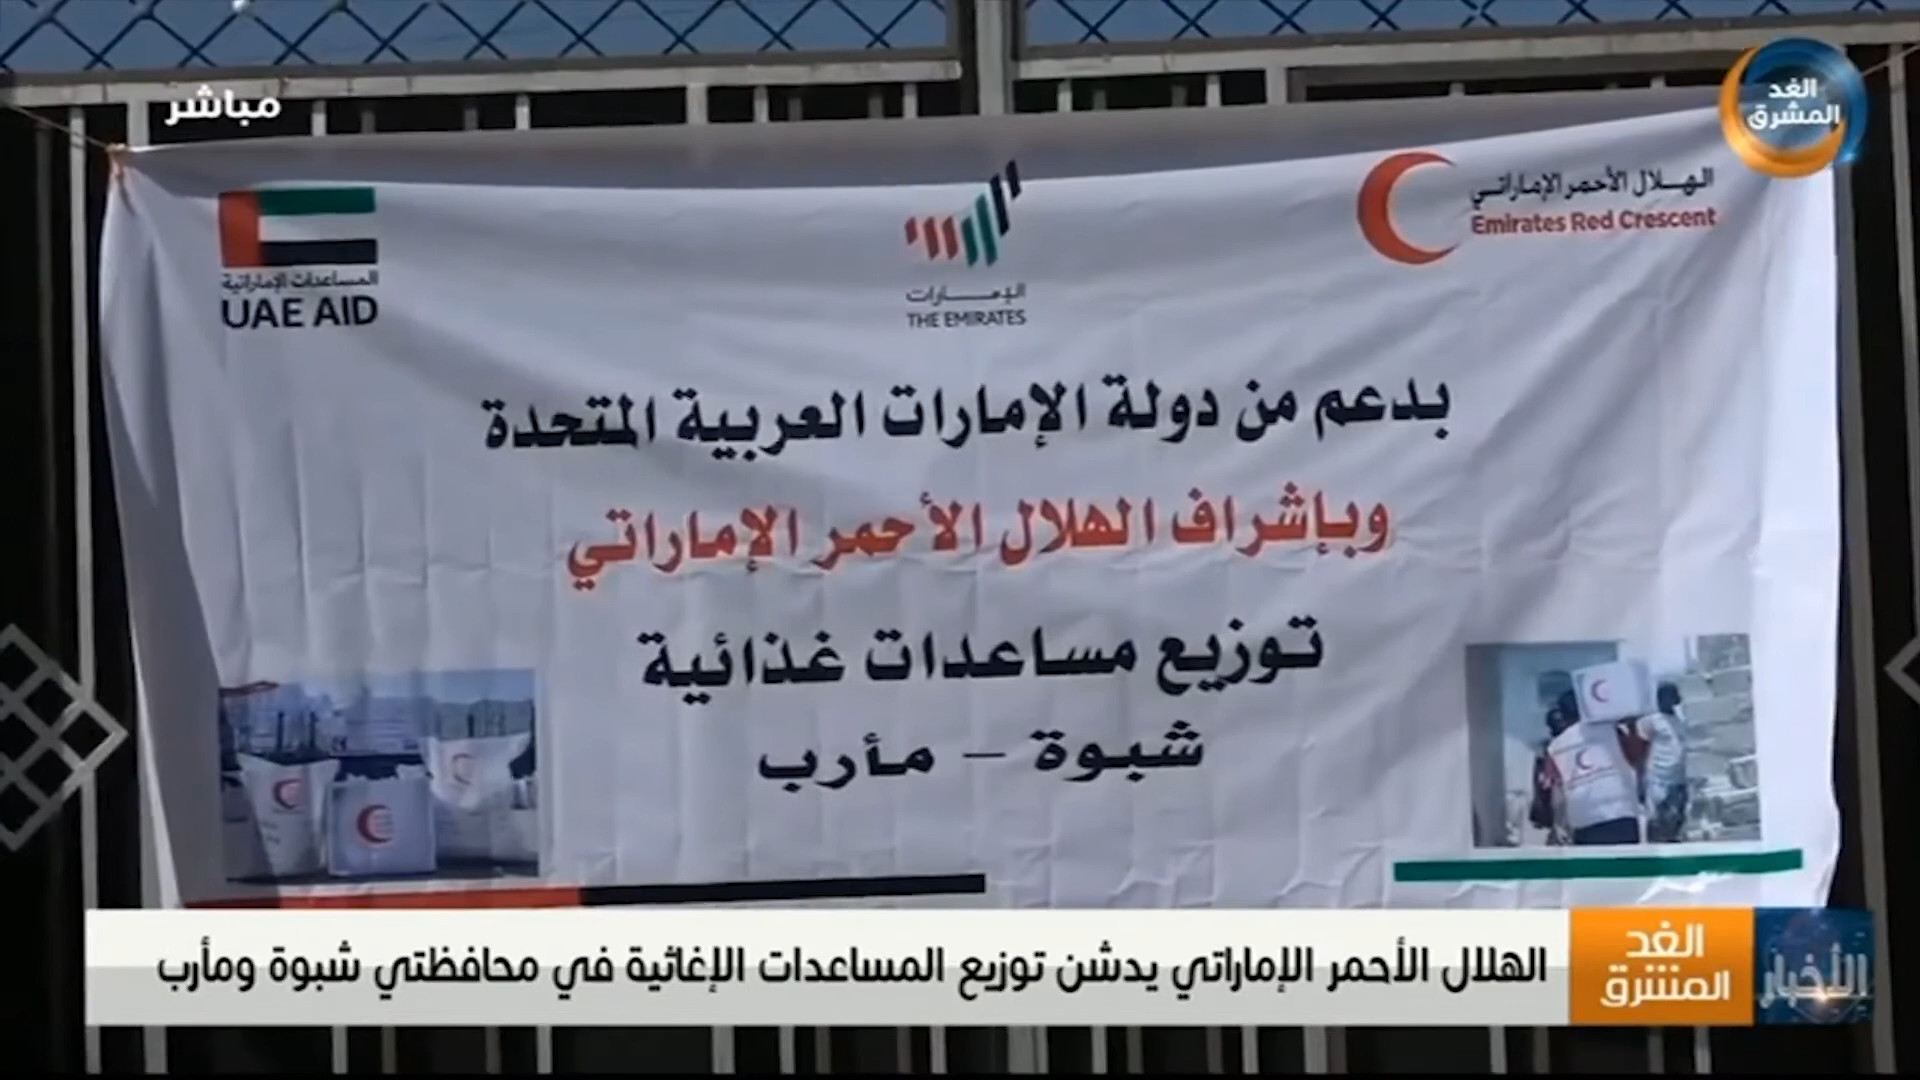 مباشر
الغد
المشرق
الهلال الأحمر الإماراتي
Emirates Red Crescent
الإمارات
THE EMIRATES
المساعدات الإماراتية
UAE AID
بدعم من دولة الإمارات العربية المتحدة
وبإشراف الهلال الأحمر الإماراتي
توزيع مساعدات غذائية
شبوة - مأرب
الأخبار
الغد
المشرق
الهلال الأحمر الإماراتي يدشن توزيع المساعدات الإغاثية في محافظتي شبوة ومأرب